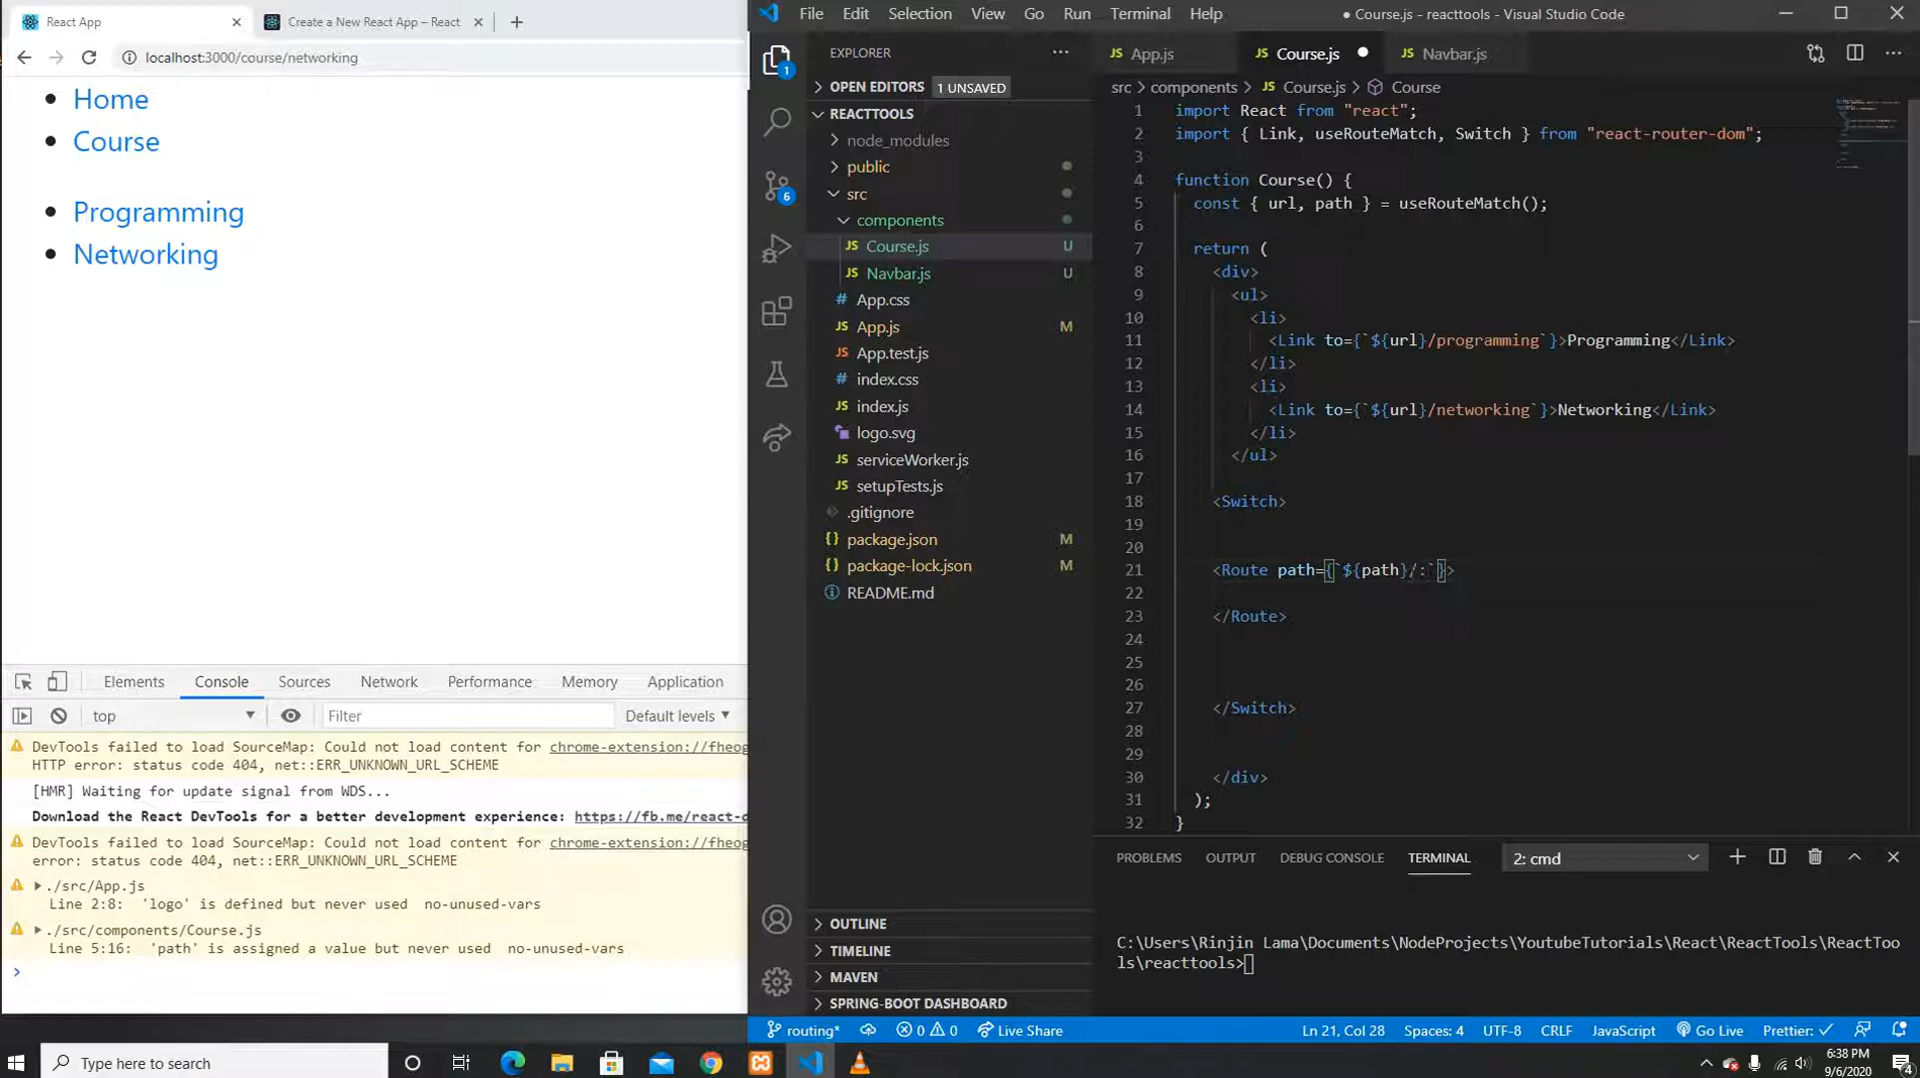 React App
Create a New React App – React
localhost:3000/course/networking
Home
Course
Programming
Networking
Elements
Console
Sources
Network
Performance
Memory
Application
top
Filter
Default levels
DevTools failed to load SourceMap: Could not load content for chrome-extension://fheog
HTTP error: status code 404, net::ERR_UNKNOWN_URL_SCHEME
[HMR] Waiting for update signal from WDS...
Download the React DevTools for a better development experience: https://fb.me/react-d
DevTools failed to load SourceMap: Could not load content for chrome-extension://fheog
error: status code 404, net::ERR_UNKNOWN_URL_SCHEME
./src/App.js
Line 2:8: 'logo' is defined but never used no-unused-vars
./src/components/Course.js
Line 5:16: 'path' is assigned a value but never used no-unused-vars
>
File Edit Selection View Go Run Terminal Help
● Course.js - reacttools - Visual Studio Code
EXPLORER
OPEN EDITORS 1 UNSAVED
REACTTOOLS
node_modules
public
src
components
JS Course.js U
JS Navbar.js U
# App.css
JS App.js M
JS App.test.js
# index.css
JS index.js
logo.svg
JS serviceWorker.js
JS setupTests.js
.gitignore
{} package.json M
{} package-lock.json M
README.md
OUTLINE
TIMELINE
MAVEN
SPRING-BOOT DASHBOARD
1
6
JS App.js
JS Course.js ●
JS Navbar.js
src > components > JS Course.js > Course
1 import React from "react";
2 import { Link, useRouteMatch, Switch } from "react-router-dom";
3
4 function Course() {
5 const { url, path } = useRouteMatch();
6
7 return (
8 <div>
9 <ul>
10 <li>
11 <Link to={`${url}/programming`}>Programming</Link>
12 </li>
13 <li>
14 <Link to={`${url}/networking`}>Networking</Link>
15 </li>
16 </ul>
17
18 <Switch>
19
20
21 <Route path={`${path}/:`}>
22
23 </Route>
24
25
26
27 </Switch>
28
29
30 </div>
31 );
32 }
PROBLEMS OUTPUT DEBUG CONSOLE TERMINAL
2: cmd
C:\Users\Rinjin Lama\Documents\NodeProjects\YoutubeTutorials\React\ReactTools\ReactToo
ls\reacttools>
routing*
0 0
Live Share
Ln 21, Col 28
Spaces: 4
UTF-8
CRLF
JavaScript
Go Live
Prettier: ✓
Type here to search
6:38 PM
9/6/2020
4